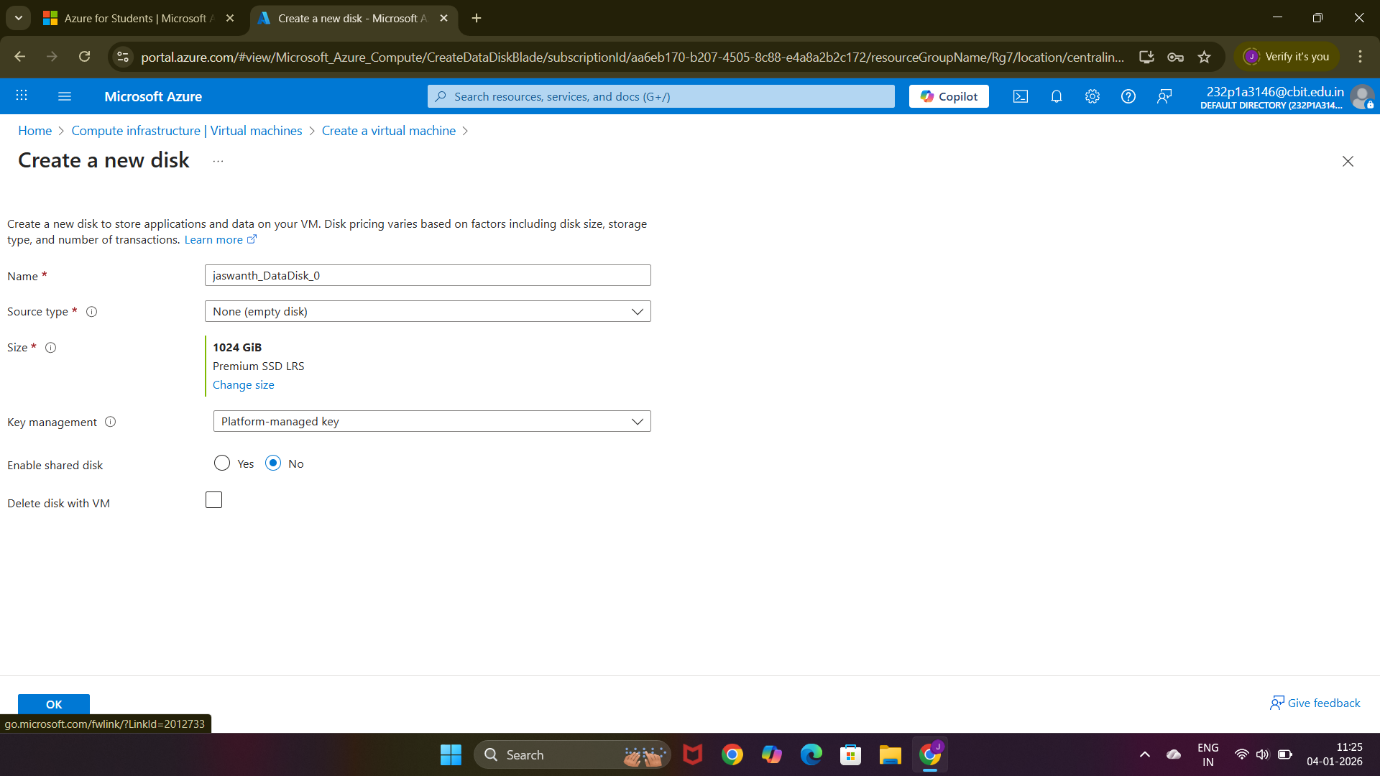 Azure for Students | Microsoft A
Create a new disk - Microsoft A
portal.azure.com/#view/Microsoft_Azure_Compute/CreateDataDiskBlade/subscriptionId/aa6eb170-b207-4505-8c88-e4a8a2b2c172/resourceGroupName/Rg7/location/centralin...
Verify it's you
Microsoft Azure
Search resources, services, and docs (G+/)
Copilot
232p1a3146@cbit.edu.in
DEFAULT DIRECTORY (232P1A314...
Home > Compute infrastructure | Virtual machines > Create a virtual machine >
Create a new disk ...
Create a new disk to store applications and data on your VM. Disk pricing varies based on factors including disk size, storage
type, and number of transactions. Learn more
Name * jaswanth_DataDisk_0
Source type * None (empty disk)
Size * 1024 GiB
Premium SSD LRS
Change size
Key management Platform-managed key
Enable shared disk Yes No
Delete disk with VM
OK
Give feedback
go.microsoft.com/fwlink/?LinkId=2012733
Search
ENG
IN
11:25
04-01-2026